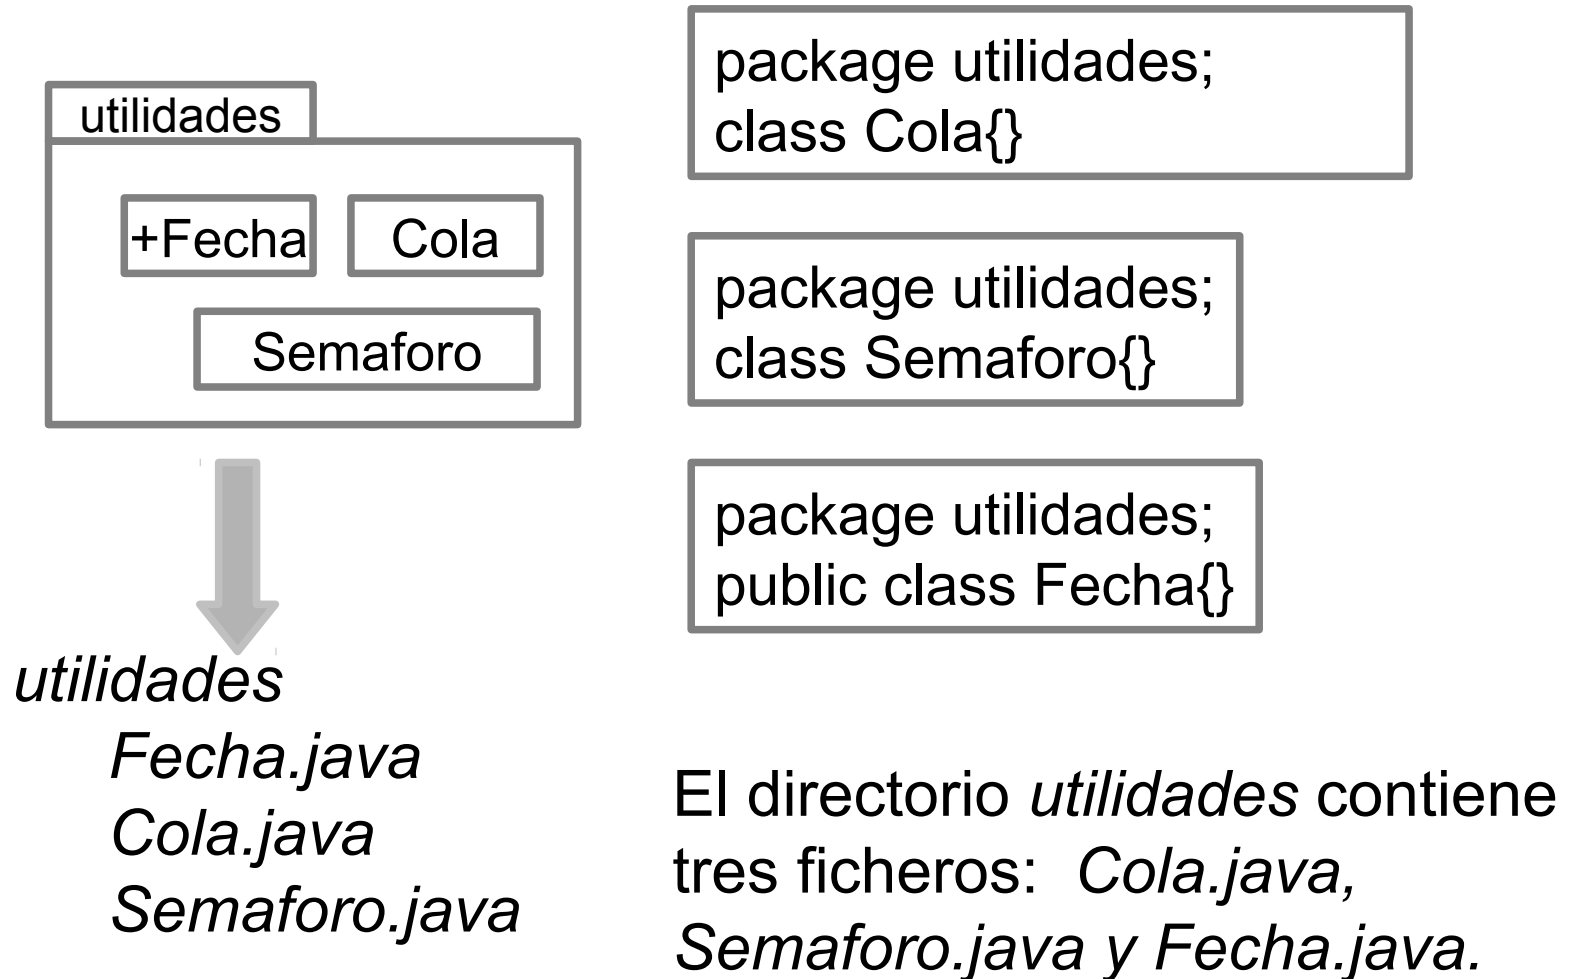 utilidades
+Fecha
Cola
Semaforo
utilidades
Fecha.java
Cola.java
Semaforo.java
package utilidades;
class Cola{}
package utilidades;
class Semaforo{}
package utilidades;
public class Fecha{}
El directorio utilidades contiene
tres ficheros: Cola.java,
Semaforo.java y Fecha.java.